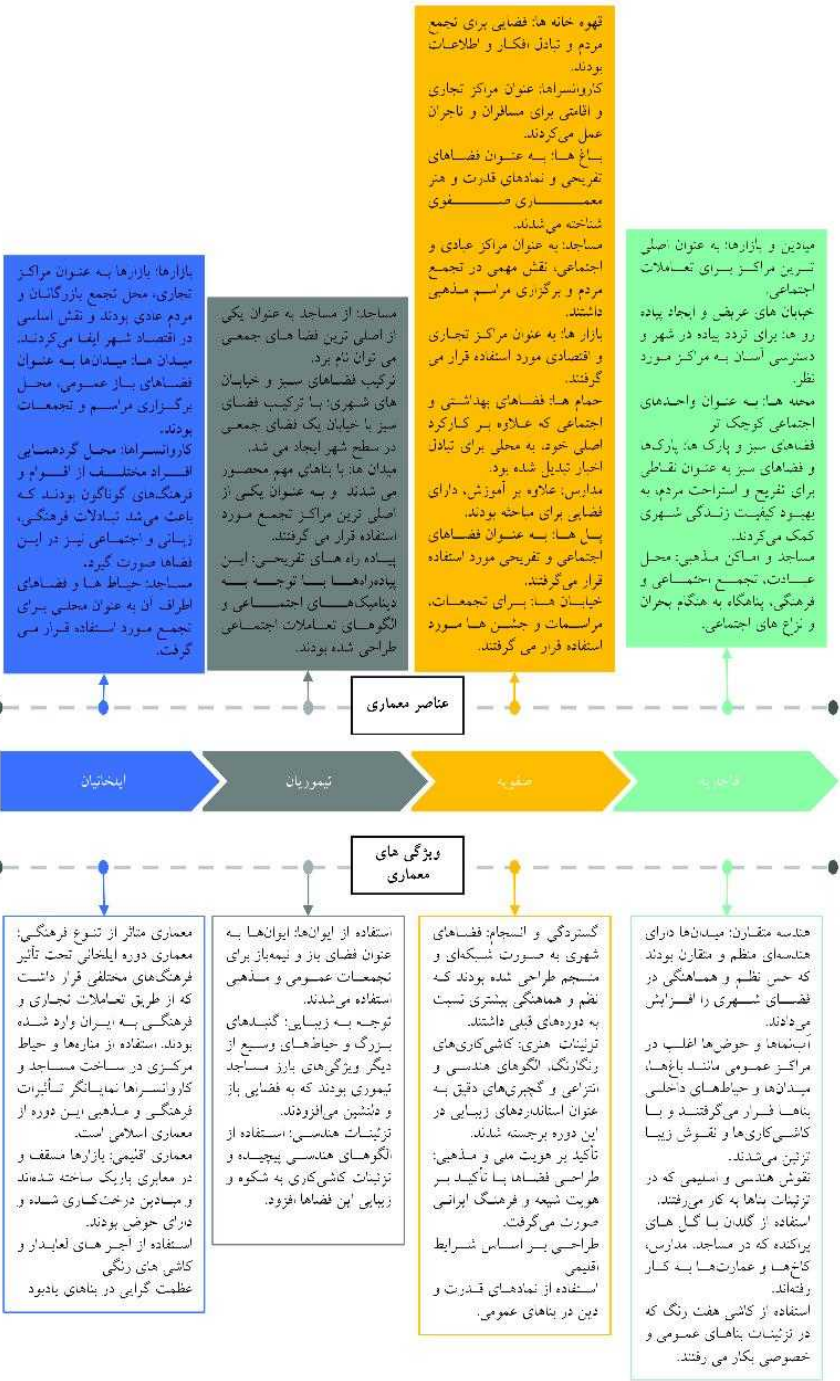 بازارها: بازارها به عنوان مراکز
تجاری، محل تجمع بازرگانان و
مردم عادی بودند و نقش اساسی
در اقتصاد شهر ایفا می‌کردند.
میدان ها: میدان‌ها به عنوان
فضاهای باز عمومی، محل
برگزاری مراسم و تجمعات
بودند.
کاروانسراها: محل گردهمایی
افراد مختلف از اقوام و
فرهنگ‌های گوناگون بودند که
باعث می‌شد تبادلات فرهنگی،
زبانی و اجتماعی نیز در این
فضاها صورت گیرد.
مساجد: حیاط ها و فضاهای
اطراف آن به عنوان محلی برای
تجمع مورد استفاده قرار می
گرفت.
مساجد: از مساجد به عنوان یکی
از اصلی ترین فضا های جمعی
می توان نام برد.
ترکیب فضاهای سبز و خیابان
های شهری: با ترکیب فضای
سبز با خیابان یک فضای جمعی
در سطح شهر ایجاد می شد.
میدان ها: با بناهای مهم محصور
می شدند و به عنوان یکی از
اصلی ترین مراکز تجمع مورد
استفاده قرار می گرفتند.
پیاده راه های تفریحی: این
پیاده‌راه‌ها با توجه به
دینامیک‌های اجتماعی و
الگوهای تعاملات اجتماعی
طراحی شده بودند.
قهوه خانه ها: فضایی برای تجمع
مردم و تبادل افکار و اطلاعات
بودند.
کاروانسراها: عنوان مراکز تجاری
و اقامتی برای مسافران و تاجران
عمل می‌کردند.
باغ ها: به عنوان فضاهای
تفریحی و نمادهای قدرت و هنر
معماری صفوی
شناخته می‌شدند.
مساجد: به عنوان مراکز عبادی و
اجتماعی، نقش مهمی در تجمع
مردم و برگزاری مراسم مذهبی
داشتند.
بازار ها: به عنوان مراکز تجاری
و اقتصادی مورد استفاده قرار می
گرفتند.
حمام ها: فضاهای بهداشتی و
اجتماعی که علاوه بر کارکرد
اصلی خود، به محلی برای تبادل
اخبار تبدیل شده بود.
مدارس: علاوه بر آموزش، دارای
فضایی برای مباحثه بودند.
پل ها: به عنوان فضاهای
اجتماعی و تفریحی مورد استفاده
قرار می‌گرفتند.
خیابان ها: برای تجمعات،
مراسمات و جشن ها مورد
استفاده قرار می گرفتند.
میادین و بازارها: به عنوان اصلی
ترین مراکز برای تعاملات
اجتماعی.
خیابان های عریض و ایجاد پیاده
رو ها: برای تردد پیاده در شهر و
دسترسی آسان به مراکز مورد
نظر.
محله ها: به عنوان واحدهای
اجتماعی کوچک تر
فضاهای سبز و پارک ها: پارک‌ها
و فضاهای سبز به عنوان نقاطی
برای تفریح و استراحت مردم، به
بهبود کیفیت زندگی شهری
کمک می‌کردند.
مساجد و اماکن مذهبی: محل
عبادت، تجمع اجتماعی و
فرهنگی، پناهگاه به هنگام بحران
و نزاع های اجتماعی.
عناصر معماری
ایلخانیان
تیموریان
صفویه
قاجاریه
ویژگی های
معماری
معماری متاثر از تنوع فرهنگی:
معماری دوره ایلخانی تحت تأثیر
فرهنگ‌های مختلفی قرار داشت
که از طریق تعاملات تجاری و
فرهنگی به ایران وارد شده
بودند. استفاده از مناره‌ها و حیاط
مرکزی در ساخت مساجد و
کاروانسراها نمایانگر تأثیرات
فرهنگی و مذهبی این دوره از
معماری اسلامی است.
معماری اقلیمی: بازارها مسقف و
در معابری باریک ساخته شده‌اند
و میادین درخت‌کاری شده و
دارای حوض بودند.
استفاده از آجر های لعابدار و
کاشی های رنگی
عظمت گرایی در بناهای یادبود
استفاده از ایوان‌ها: ایوان‌ها به
عنوان فضای باز و نیمه‌باز برای
تجمعات عمومی و مذهبی
استفاده می‌شدند.
توجه به زیبایی: گنبدهای
بزرگ و حیاط‌های وسیع از
دیگر ویژگی‌های بارز مساجد
تیموری بودند که به فضایی باز
و دلنشین می‌افزودند.
تزئینات هندسی: استفاده از
الگوهای هندسی پیچیده و
تزئینات کاشی‌کاری به شکوه و
زیبایی این فضاها افزود.
گستردگی و انسجام: فضاهای
شهری به صورت شبکه‌ای و
منسجم طراحی شده بودند که
نظم و هماهنگی بیشتری نسبت
به دوره‌های قبلی داشتند.
تزئینات هنری: کاشی‌کاری‌های
رنگارنگ، الگوهای هندسی و
انتزاعی و گچبری‌های دقیق به
عنوان استانداردهای زیبایی در
این دوره برجسته شدند.
تأکید بر هویت ملی و مذهبی:
طراحی فضاها با تأکید بر
هویت شیعه و فرهنگ ایرانی
صورت می‌گرفت.
طراحی بر اساس شرایط
اقلیمی
استفاده از نمادهای قدرت و
دین در بناهای عمومی.
هندسه متقارن: میدان‌ها دارای
هندسه‌ای منظم و متقارن بودند
که حس نظم و هماهنگی در
فضای شهری را افزایش
می‌دادند.
آب‌نماها و حوض‌ها اغلب در
مراکز عمومی مانند باغ‌ها،
میدان‌ها و حیاط‌های داخلی
بناها قرار می‌گرفتند و با
کاشی‌کاری‌ها و نقوش زیبا
تزئین می‌شدند.
نقوش هندسی و اسلیمی که در
تزئینات بناها به کار می‌رفتند.
استفاده از گلدان با گل های
پراکنده که در مساجد، مدارس،
کاخ‌ها و عمارت‌ها به کار
رفته‌اند.
استفاده از کاشی هفت رنگ که
در تزئینات بناهای عمومی و
خصوصی بکار می رفتند.